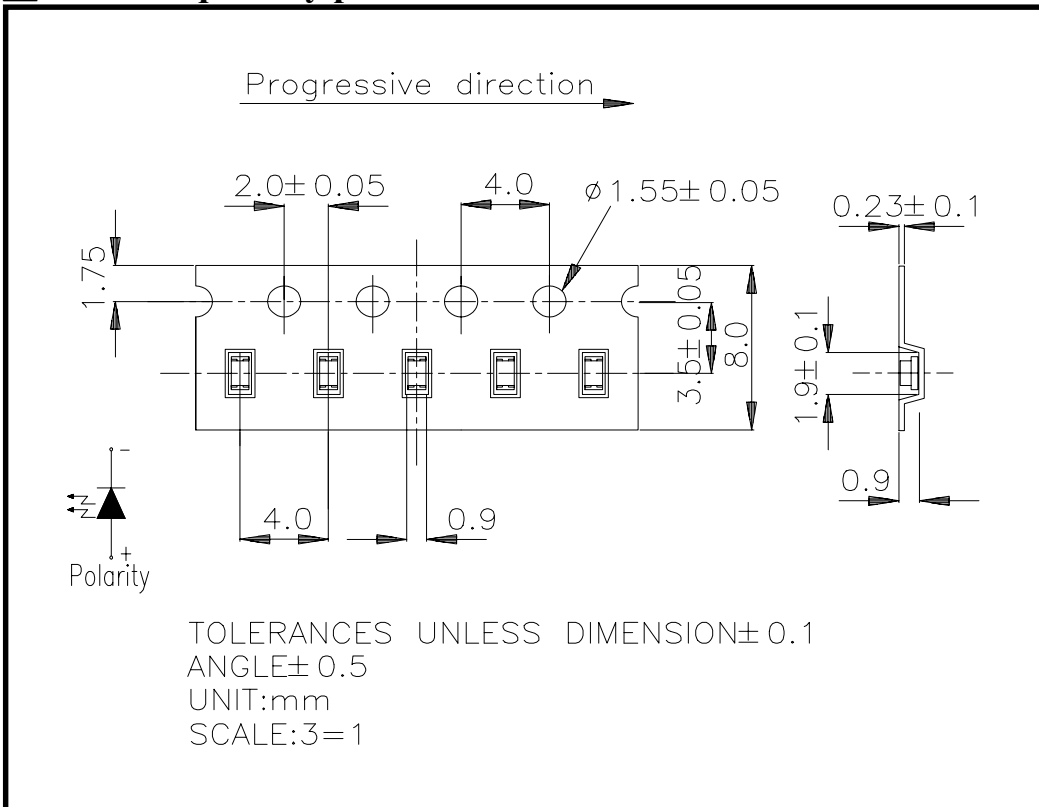 Progressive direction
2.0±0.05
4.0
ϕ1.55±0.05
0.23±0.1
1.75
3.5±0.05
8.0
1.9±0.1
0.9
-
+
Polarity
4.0
0.9
TOLERANCES UNLESS DIMENSION±0.1
ANGLE±0.5
UNIT:mm
SCALE:3=1